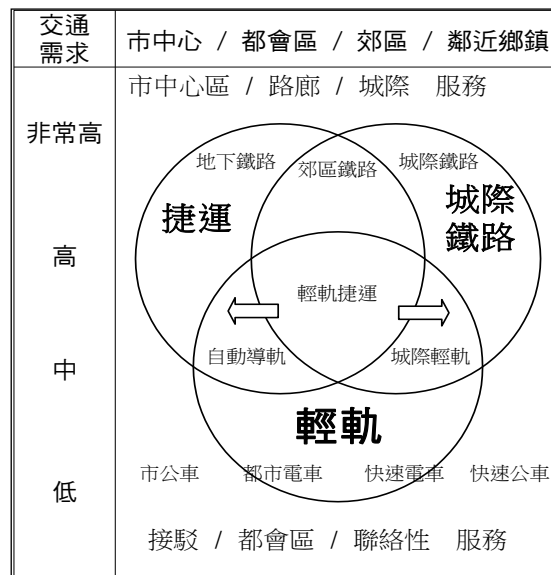 交通
需求
市中心 / 都會區 / 郊區 / 鄰近鄉鎮
市中心區 / 路廊 / 城際 服務
非常高
地下鐵路
郊區鐵路
城際鐵路
捷運
城際
鐵路
高
輕軌捷運
中
自動導軌
城際輕軌
輕軌
市公車
都市電車
快速電車
快速公車
低
接駁 / 都會區 / 聯絡性 服務